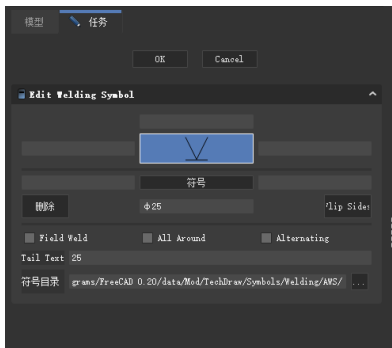 模型 任务
OK Cancel
Edit Welding Symbol
符号
删除 Φ25 Flip Sides
Field Weld All Around Alternating
Tail Text 25
符号目录 grams/FreeCAD 0.20/data/Mod/TechDraw/Symbols/Welding/AWS/ ...